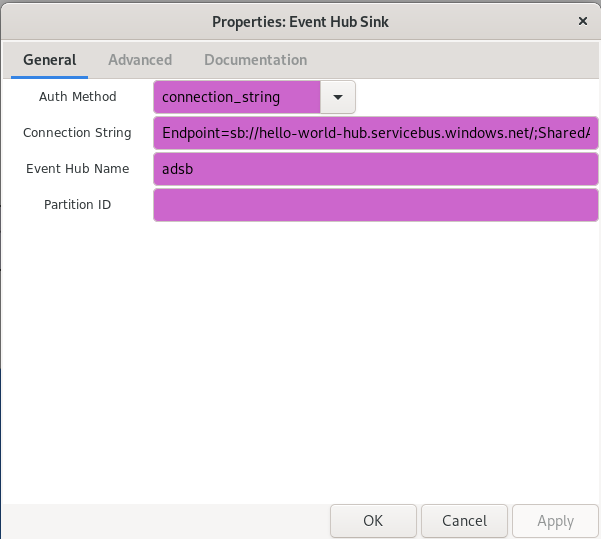 Properties: Event Hub Sink
General Advanced Documentation
Auth Method connection_string
Connection String Endpoint=sb://hello-world-hub.servicebus.windows.net/;SharedA
Event Hub Name adsb
Partition ID
OK Cancel Apply